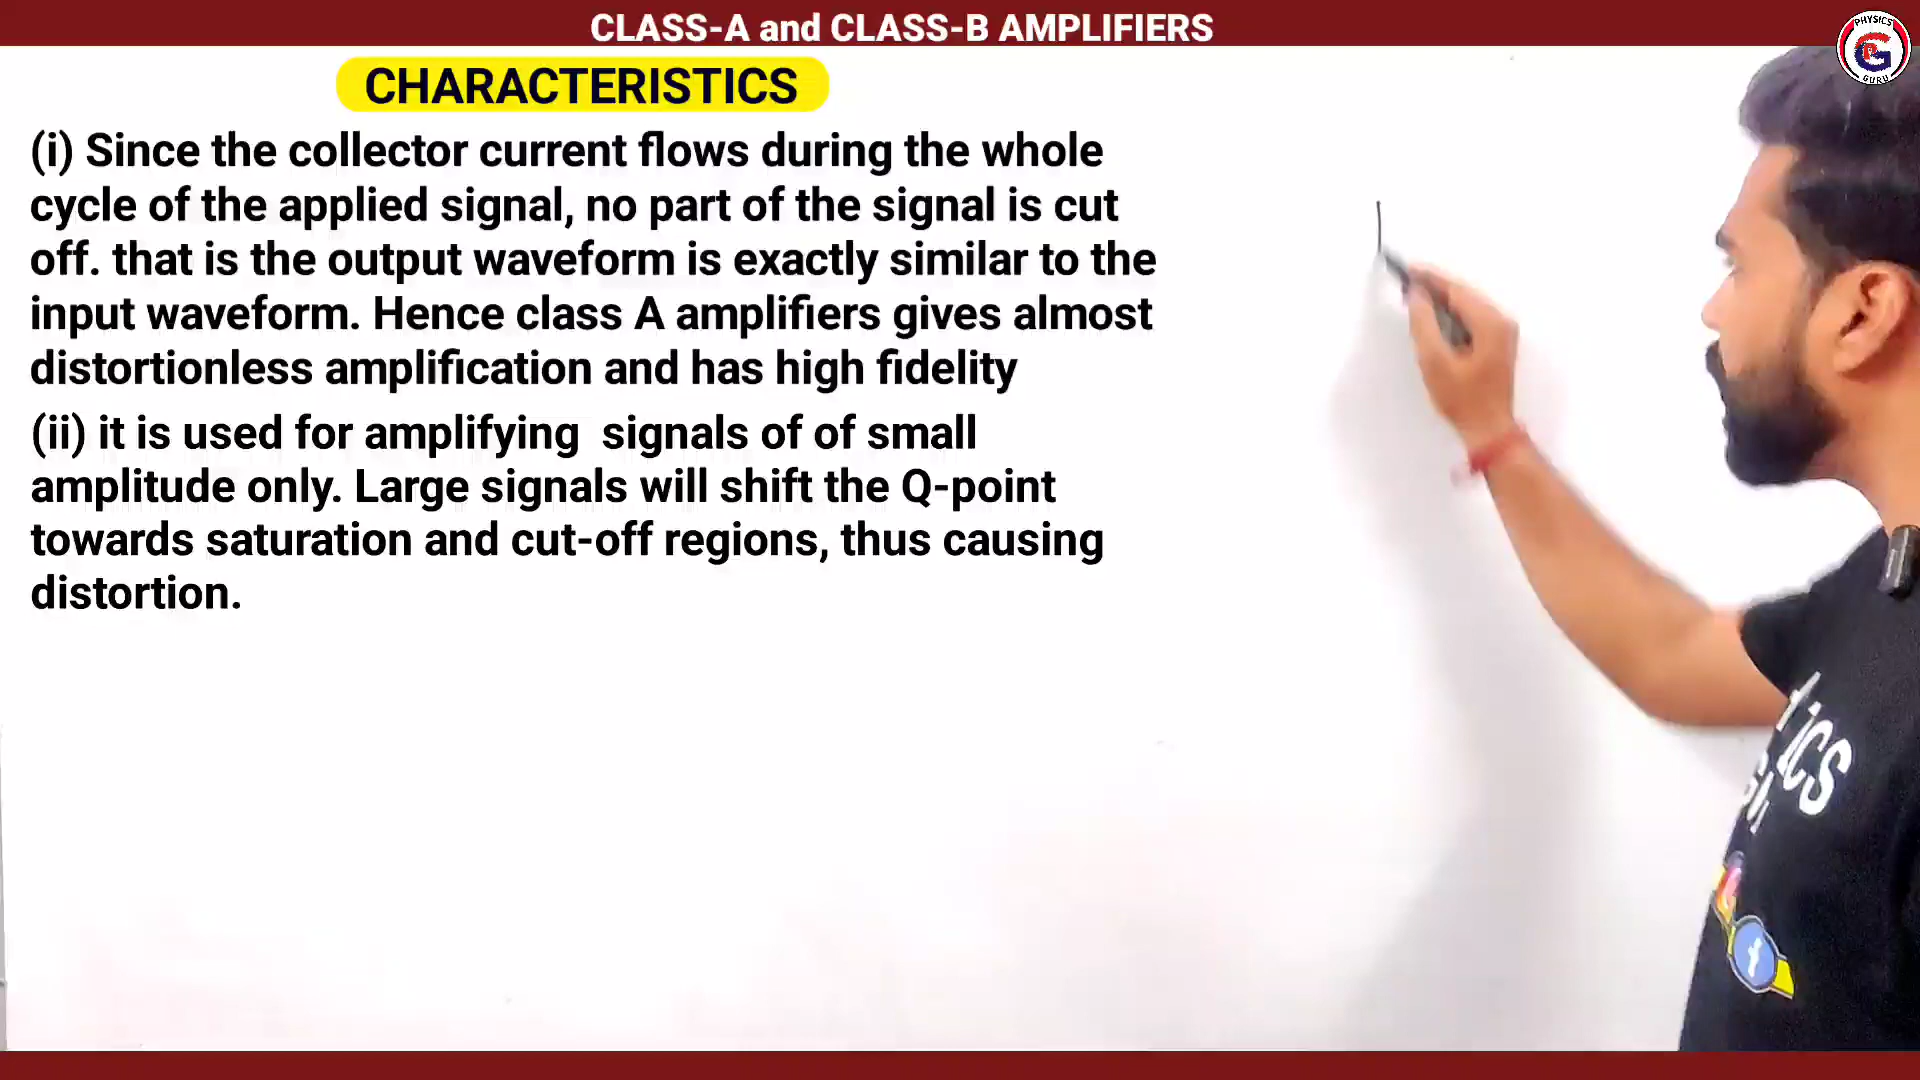 CLASS-A and CLASS-B AMPLIFIERS
PHYSICS
GURU
CHARACTERISTICS
(i) Since the collector current flows during the whole
cycle of the applied signal, no part of the signal is cut
off. that is the output waveform is exactly similar to the
input waveform. Hence class A amplifiers gives almost
distortionless amplification and has high fidelity
(ii) it is used for amplifying  signals of of small
amplitude only. Large signals will shift the Q-point
towards saturation and cut-off regions, thus causing
distortion.